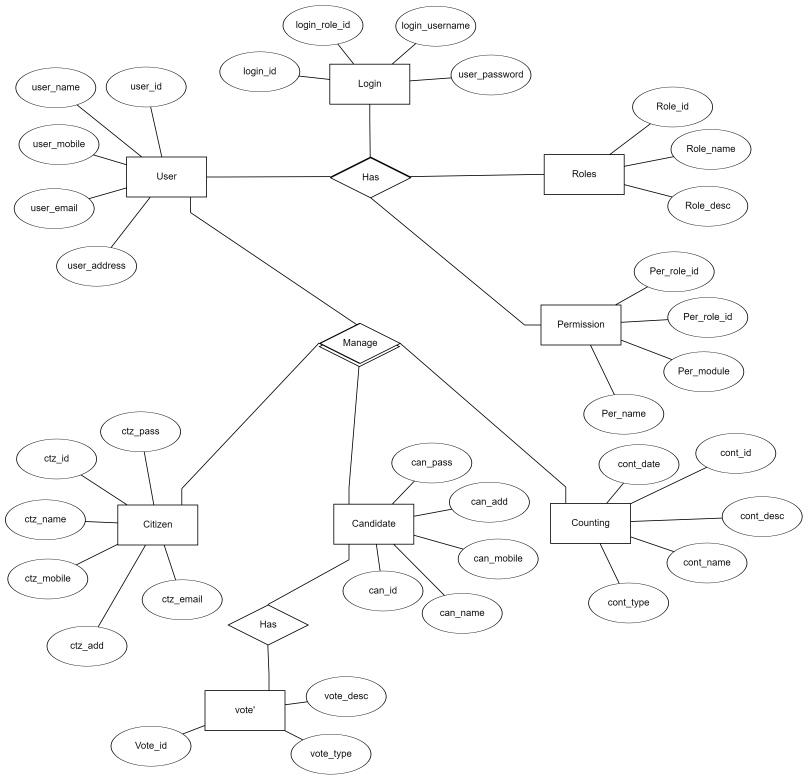 login_role_id
login_username
login_id
Login
user_password
user_name
user_id
Role_id
user_mobile
Role_name
User
Has
Roles
user_email
Role_desc
user_address
Per_role_id
Per_role_id
Permission
Manage
Per_module
Per_name
ctz_pass
ctz_id
can_pass
cont_date
cont_id
can_add
ctz_name
Citizen
Candidate
Counting
cont_desc
can_mobile
cont_name
ctz_mobile
can_id
ctz_email
can_name
cont_type
Has
ctz_add
vote_desc
vote'
Vote_id
vote_type